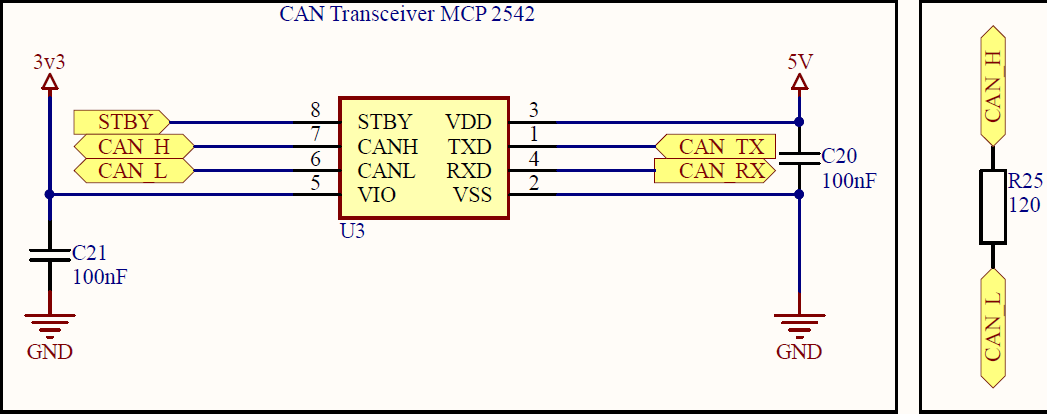 CAN Transceiver MCP 2542
3v3
5V
STBY
8
STBY
VDD
3
CAN_H
7
CANH
TXD
1
CAN_TX
CAN_L
6
CANL
RXD
4
CAN_RX
5
VIO
VSS
2
U3
C20
100nF
C21
100nF
GND
GND
CAN_H
R25
120
CAN_L